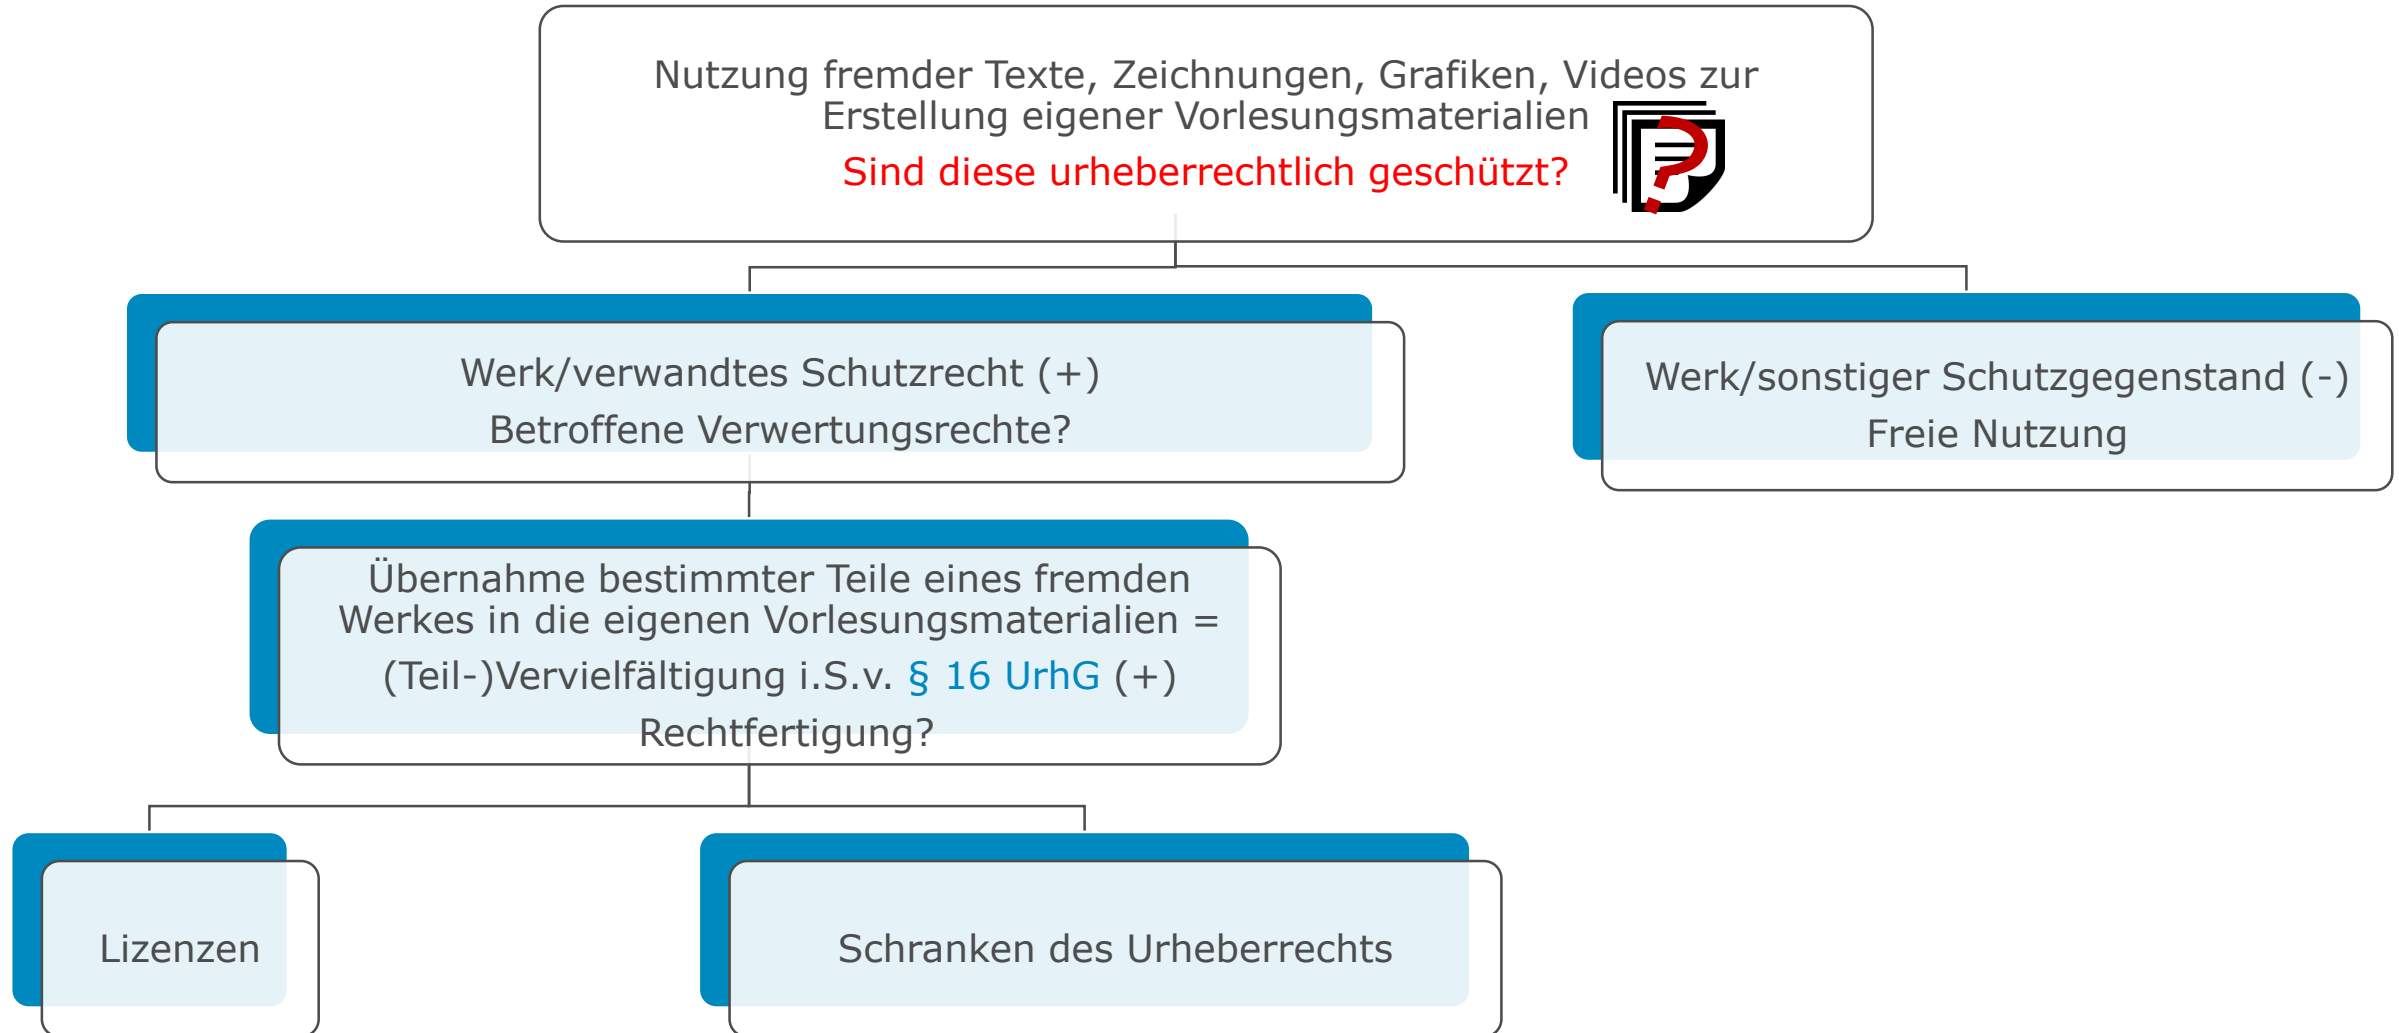 Nutzung fremder Texte, Zeichnungen, Grafiken, Videos zur
Erstellung eigener Vorlesungsmaterialien
Sind diese urheberrechtlich geschützt?
Werk/verwandtes Schutzrecht (+)
Betroffene Verwertungsrechte?
Werk/sonstiger Schutzgegenstand (-)
Freie Nutzung
Übernahme bestimmter Teile eines fremden
Werkes in die eigenen Vorlesungsmaterialien =
(Teil-)Vervielfältigung i.S.v. § 16 UrhG (+)
Rechtfertigung?
Lizenzen
Schranken des Urheberrechts